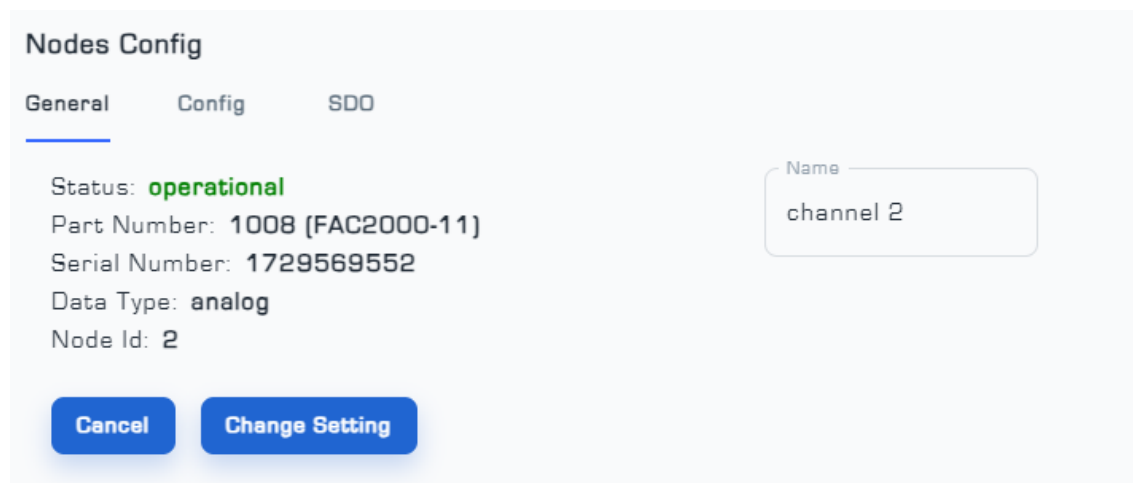 Nodes Config
General Config SDO
Status: operational
Part Number: 1008 (FAC2000-11)
Serial Number: 1729569552
Data Type: analog
Node Id: 2
Name
channel 2
Cancel Change Setting